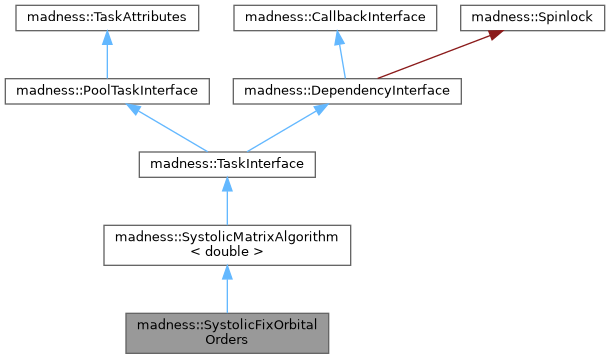 madness::TaskAttributes
madness::CallbackInterface
madness::Spinlock
madness::PoolTaskInterface
madness::DependencyInterface
madness::TaskInterface
madness::SystolicMatrixAlgorithm
< double >
madness::SystolicFixOrbital
Orders